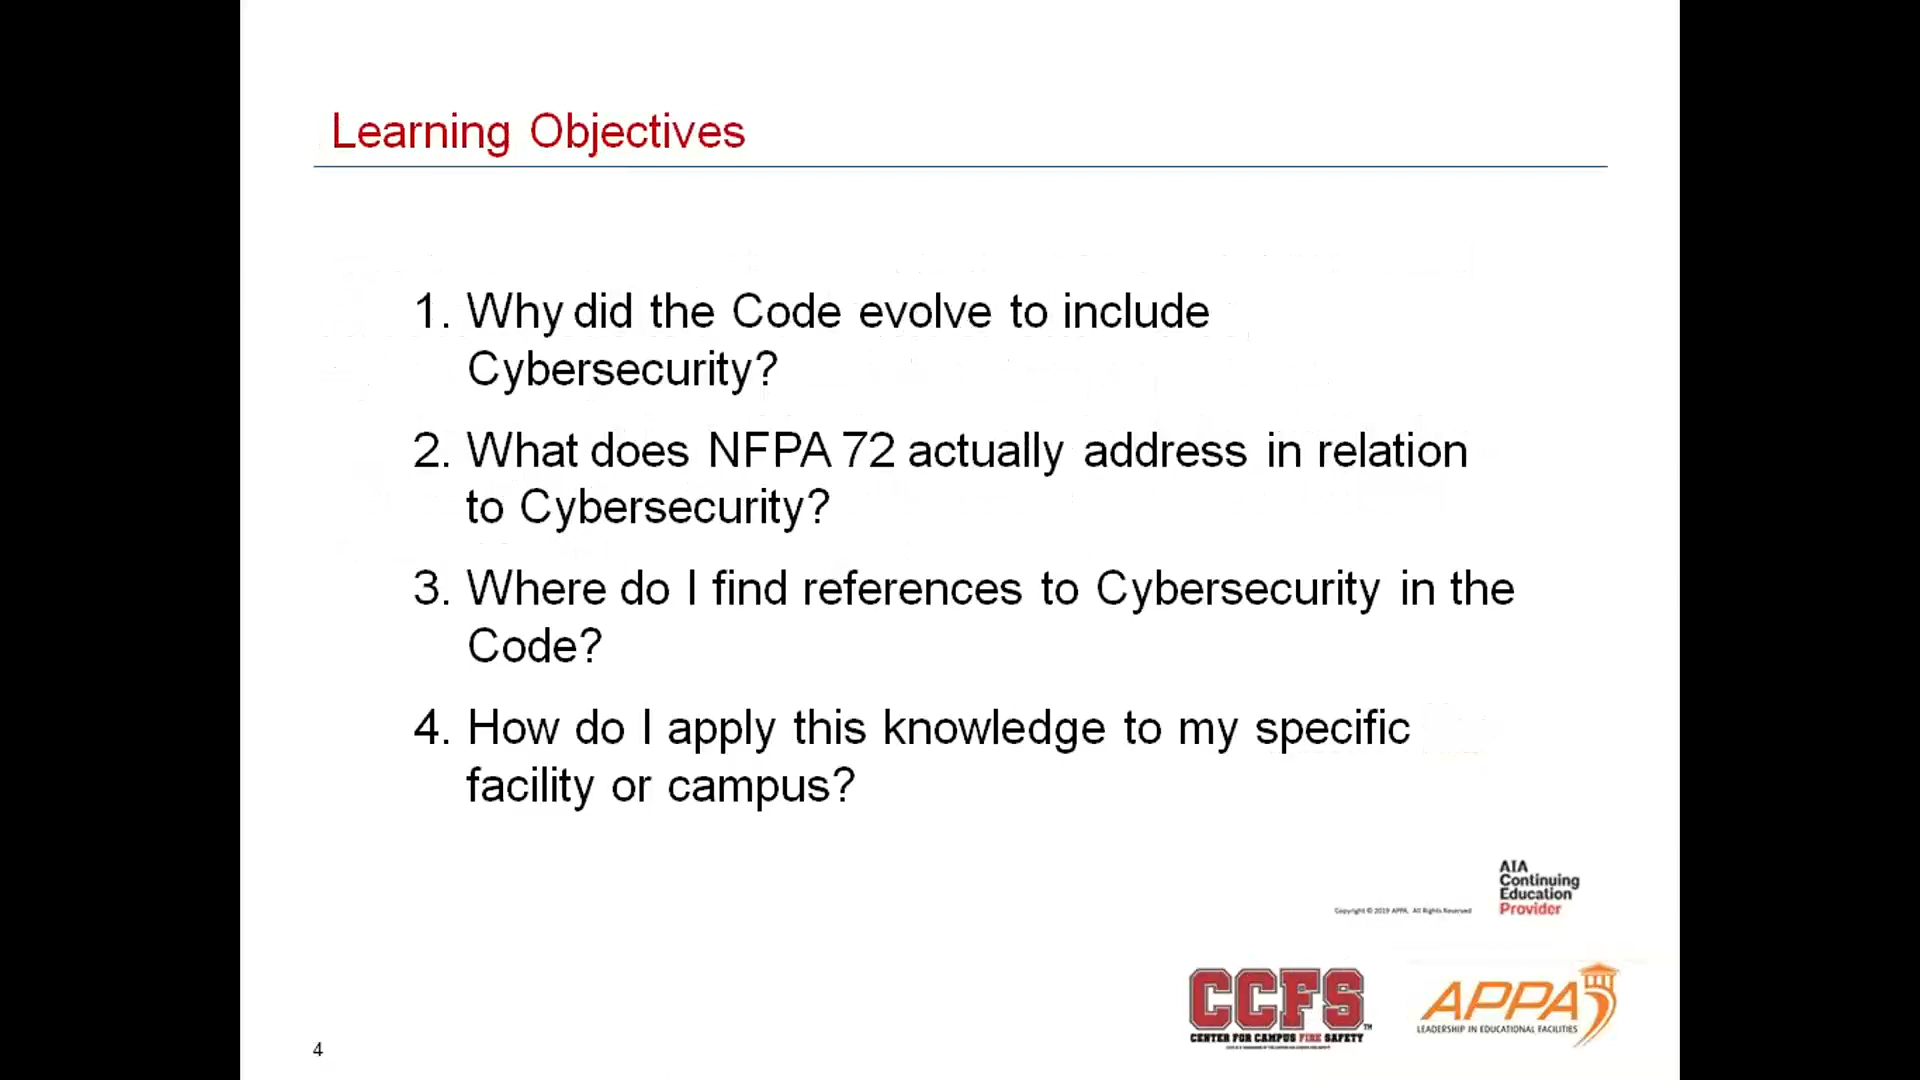 Learning Objectives
1. Why did the Code evolve to include
Cybersecurity?
2. What does NFPA 72 actually address in relation
to Cybersecurity?
3. Where do I find references to Cybersecurity in the
Code?
4. How do I apply this knowledge to my specific
facility or campus?
AIA
Continuing
Education
Provider
Copyright © 2019 APPA. All Rights Reserved
CCFS™
CENTER FOR CAMPUS FIRE SAFETY
APPA
LEADERSHIP IN EDUCATIONAL FACILITIES
4